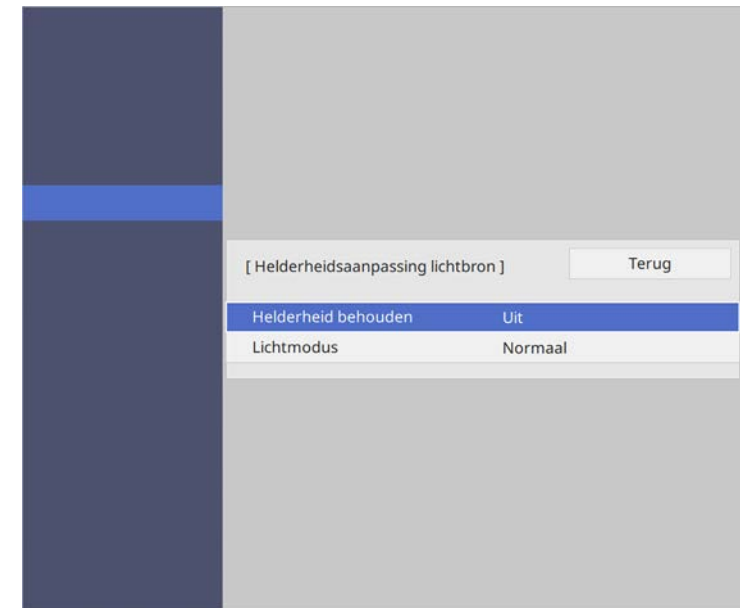 [ Helderheidsaanpassing lichtbron ] Terug
Helderheid behouden Uit
Lichtmodus Normaal